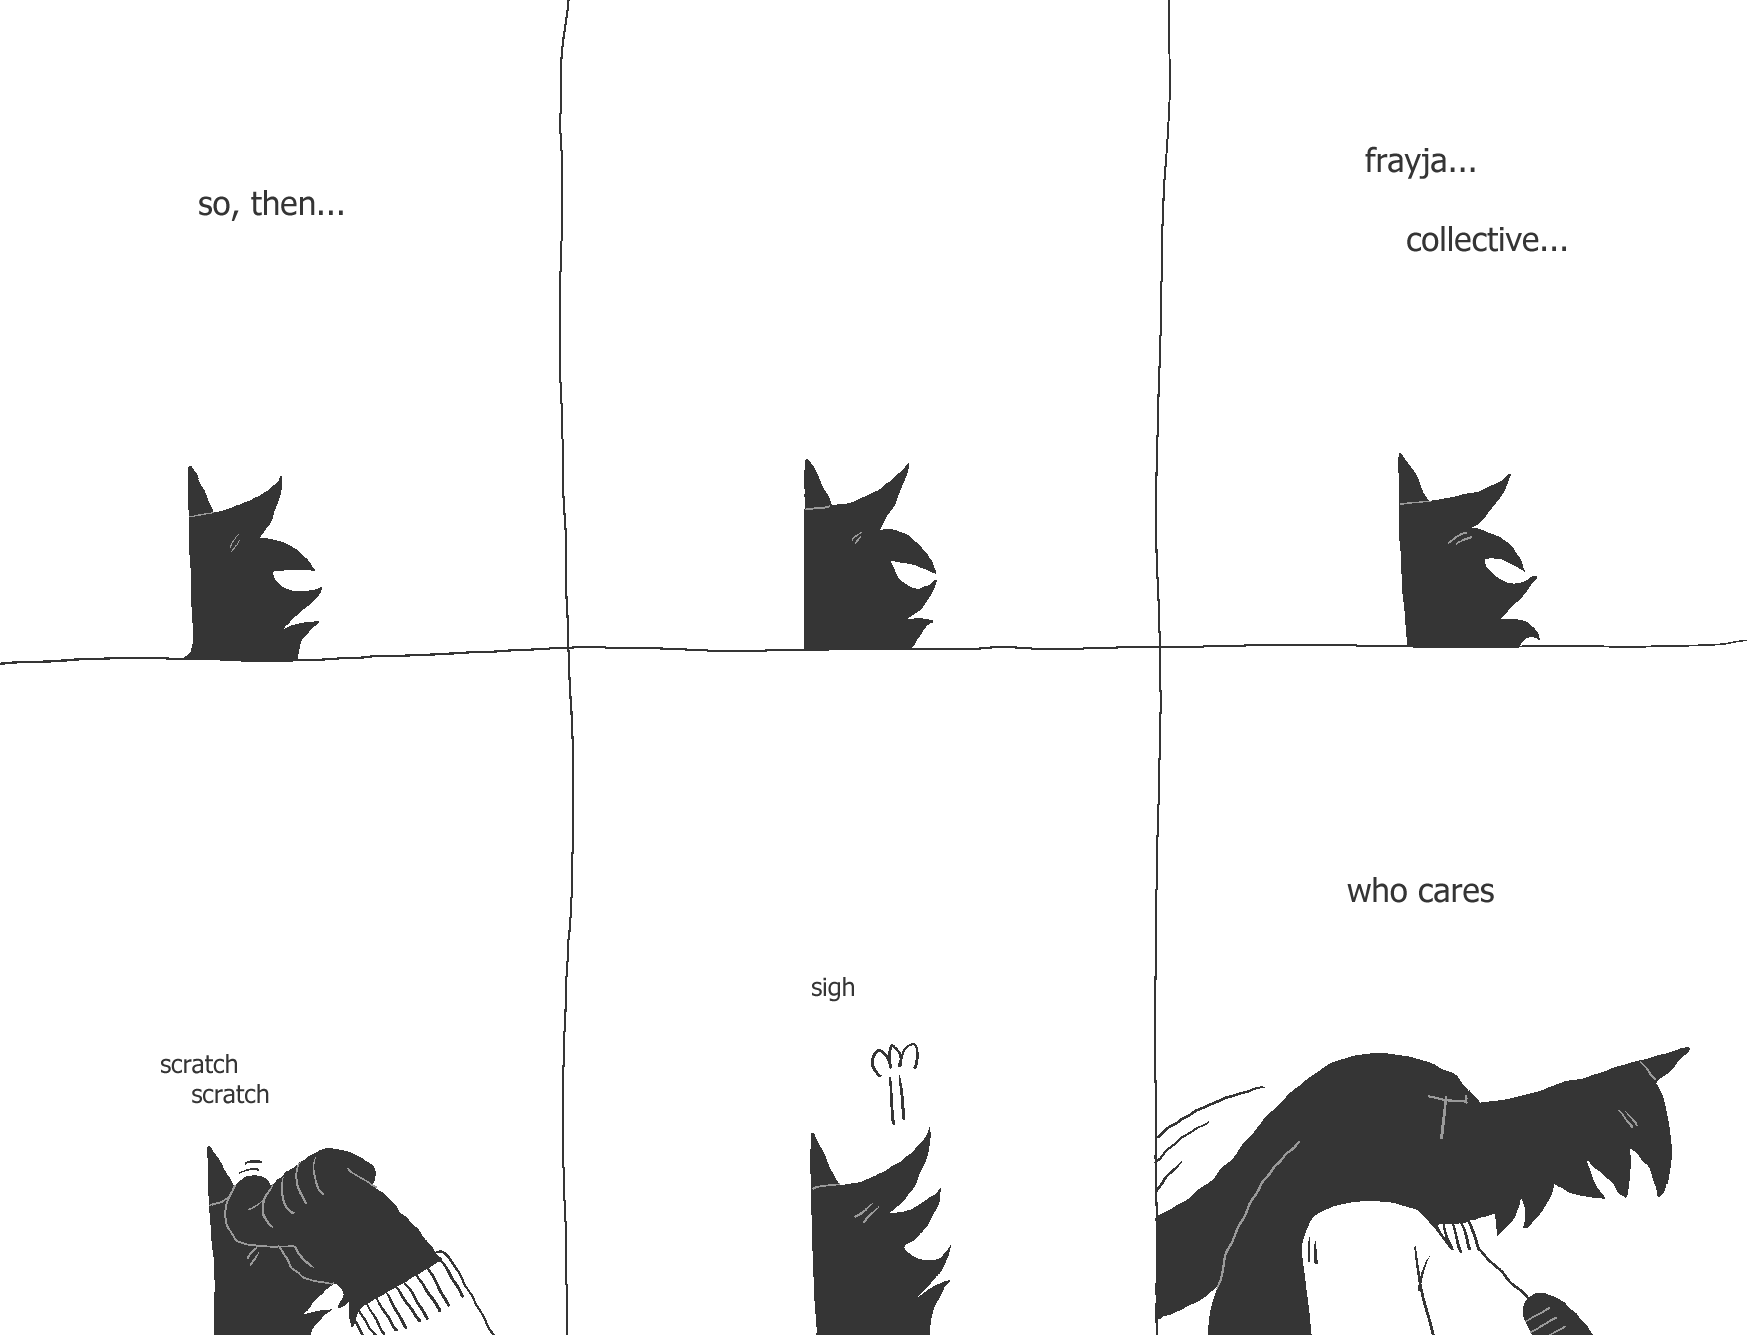 so, then...
frayja...
collective...
scratch
scratch
sigh
who cares